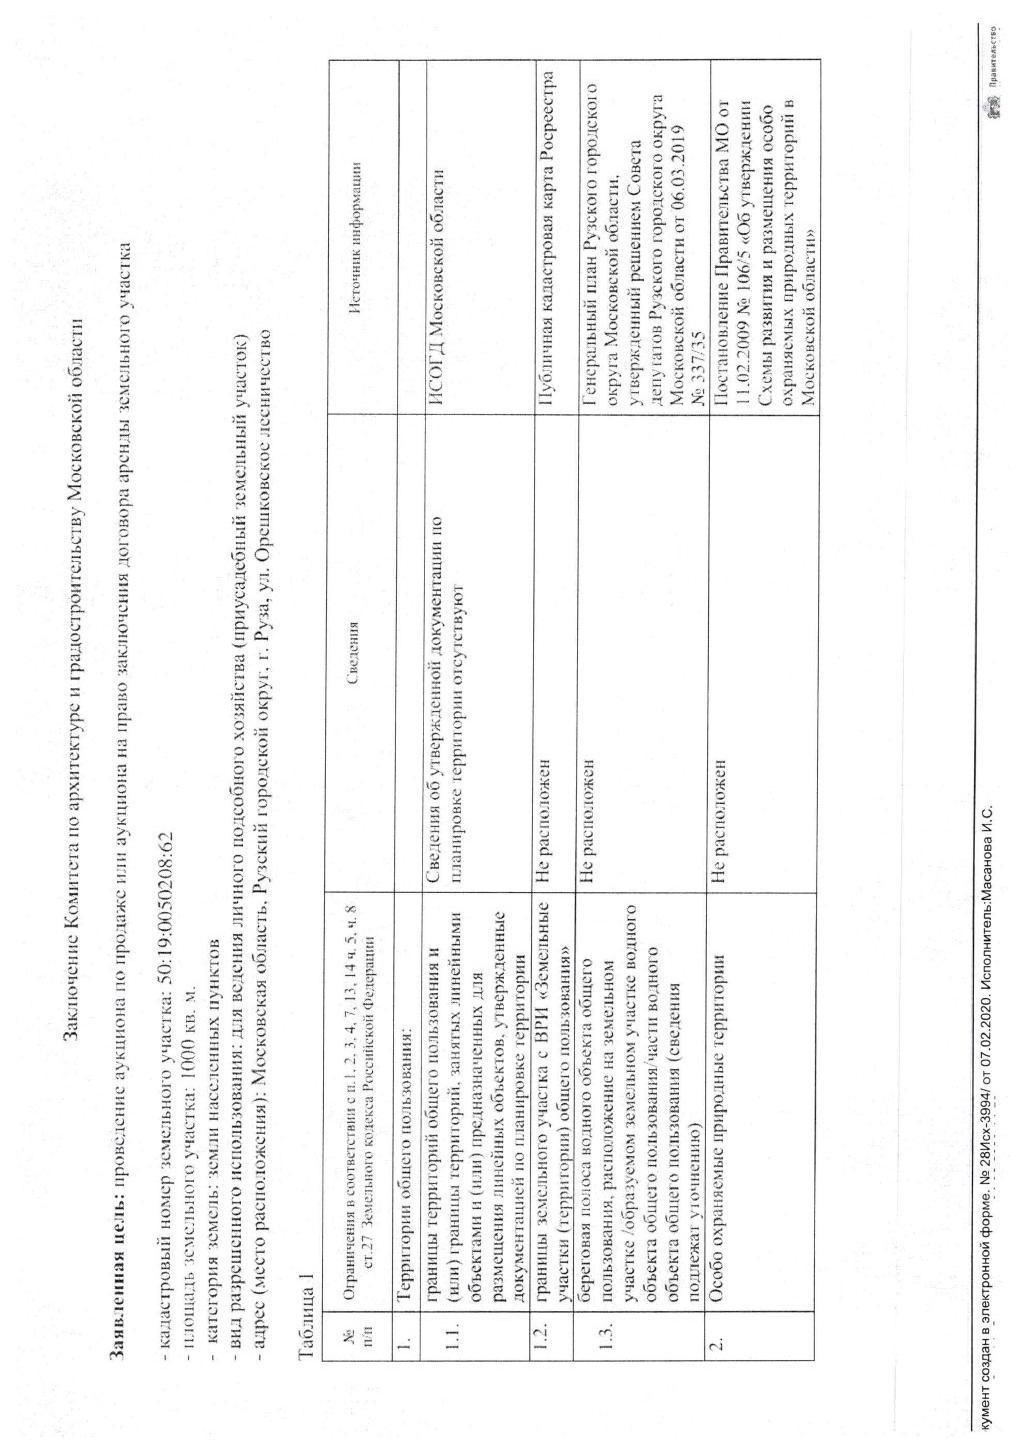 Заключение Комитета по архитектуре и градостроительству Московской области
Заявленная цель: проведение аукциона по продаже или аукциона на право заключения договора аренды земельного участка
- кадастровый номер земельного участка: 50:19:0050208:62
- площадь земельного участка: 1000 кв. м.
- категория земель: земли населенных пунктов
- вид разрешенного использования: для ведения личного подсобного хозяйства (приусадебный земельный участок)
- адрес (место расположения): Московская область, Рузский городской округ, г. Руза, ул. Орешковское лесничество
Таблица 1
№
п/п
Ограничения в соответствии с п.1, 2, 3, 4, 7, 13, 14 ч. 5, ч. 8
ст.27 Земельного кодекса Российской Федерации
Сведения
Источник информации
1.
Территории общего пользования:
1.1.
границы территорий общего пользования и
(или) границы территорий, занятых линейными
объектами и (или) предназначенных для
размещения линейных объектов, утвержденные
документацией по планировке территории
Сведения об утвержденной документации по
планировке территории отсутствуют
ИСОГД Московской области
1.2.
границы земельного участка с ВРИ «Земельные
участки (территории) общего пользования»
Не расположен
Публичная кадастровая карта Росреестра
1.3.
береговая полоса водного объекта общего
пользования, расположение на земельном
участке /образуемом земельном участке водного
объекта общего пользования/части водного
объекта общего пользования (сведения
подлежат уточнению)
Не расположен
Генеральный план Рузского городского
округа Московской области,
утвержденный решением Совета
депутатов Рузского городского округа
Московской области от 06.03.2019
№ 337/35
2.
Особо охраняемые природные территории
Не расположен
Постановление Правительства МО от
11.02.2009 № 106/5 «Об утверждении
Схемы развития и размещения особо
охраняемых природных территорий в
Московской области»
кумент создан в электронной форме. № 28Исх-3994/ от 07.02.2020. Исполнитель:Масанова И.С.
Правительство